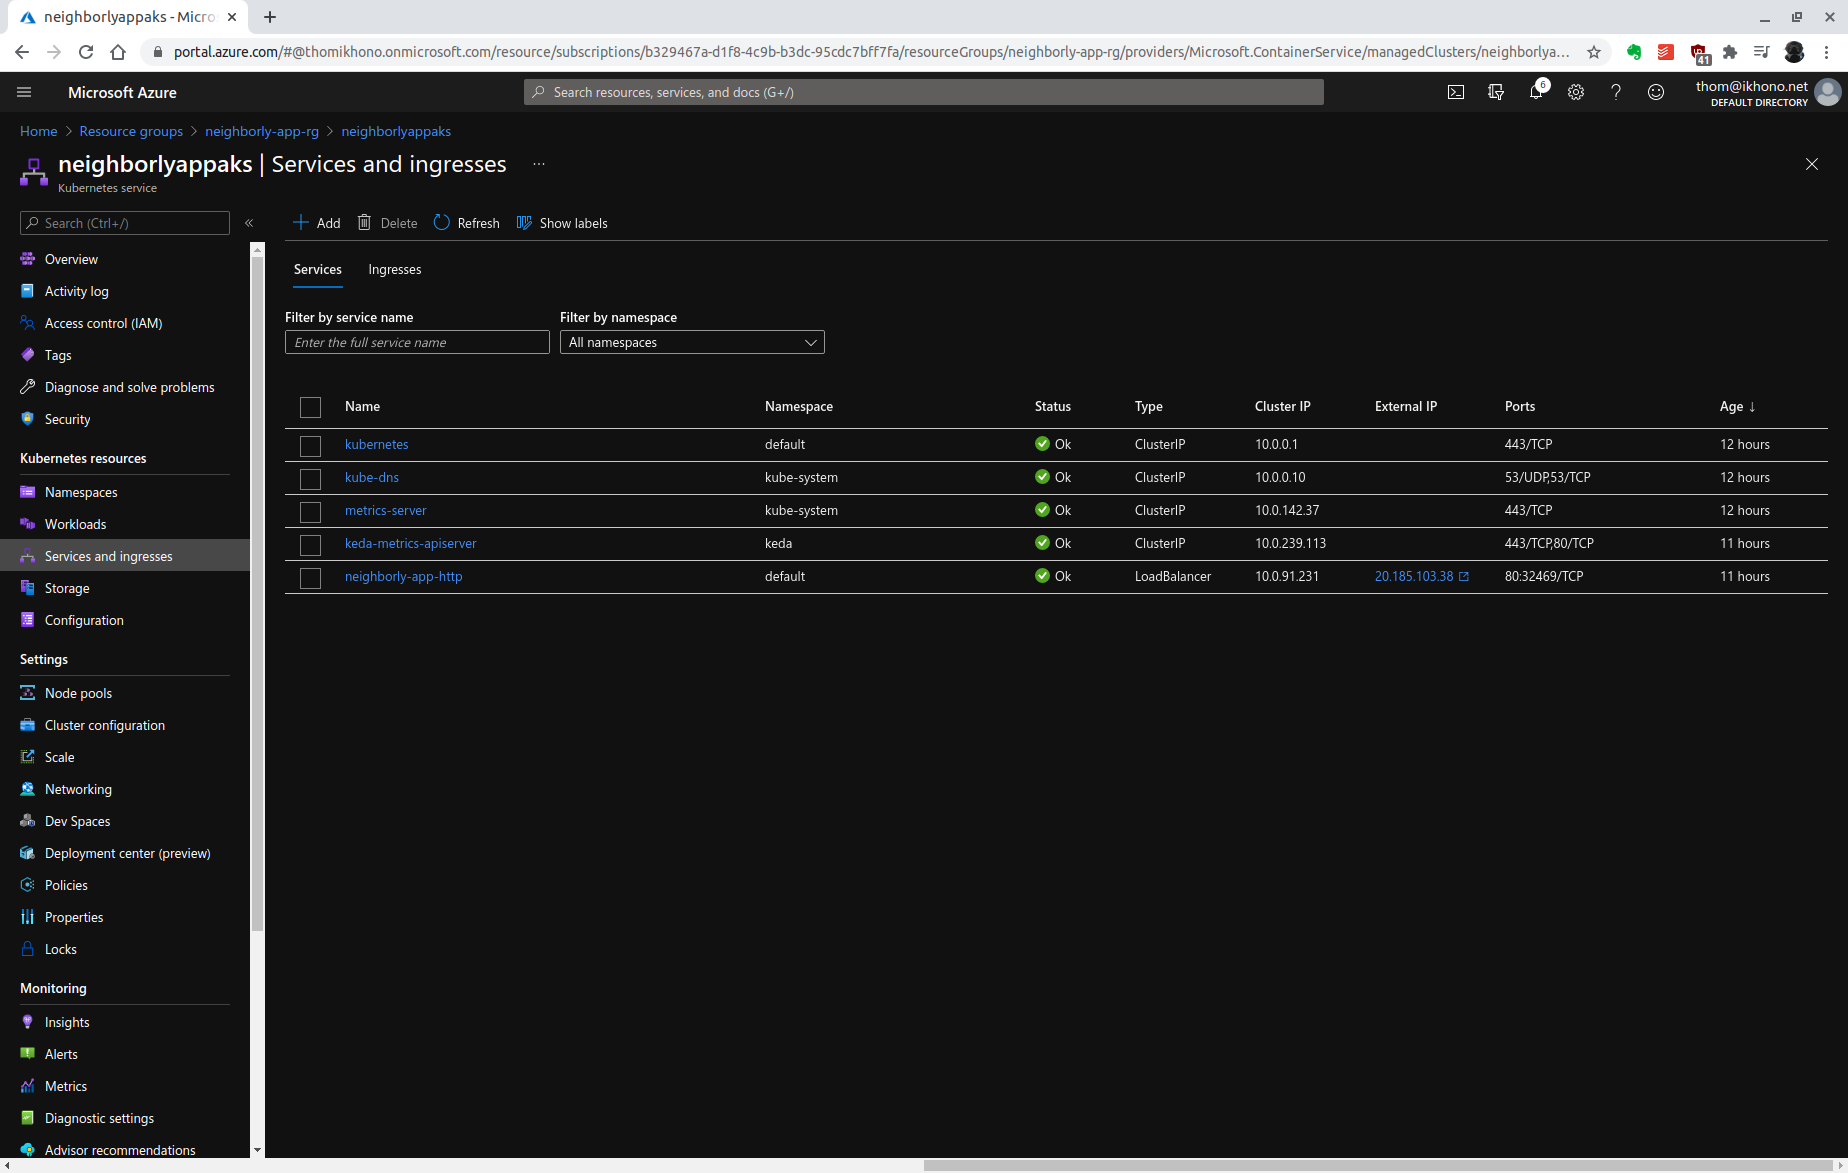 neighborlyappaks - Micro
portal.azure.com/#@thomikhono.onmicrosoft.com/resource/subscriptions/b329467a-d1f8-4c9b-b3dc-95cdc7bff7fa/resourceGroups/neighborly-app-rg/providers/Microsoft.ContainerService/managedClusters/neighborlya...
41
Microsoft Azure
Search resources, services, and docs (G+/)
6
thom@ikhono.net
DEFAULT DIRECTORY
Home > Resource groups > neighborly-app-rg > neighborlyappaks
neighborlyappaks | Services and ingresses ...
Kubernetes service
Search (Ctrl+/) «
Add Delete Refresh Show labels
Overview
Activity log
Access control (IAM)
Tags
Diagnose and solve problems
Security
Kubernetes resources
Namespaces
Workloads
Services and ingresses
Storage
Configuration
Settings
Node pools
Cluster configuration
Scale
Networking
Dev Spaces
Deployment center (preview)
Policies
Properties
Locks
Monitoring
Insights
Alerts
Metrics
Diagnostic settings
Advisor recommendations
Services Ingresses
Filter by service name Filter by namespace
Enter the full service name All namespaces
Name Namespace Status Type Cluster IP External IP Ports Age ↓
kubernetes default Ok ClusterIP 10.0.0.1 443/TCP 12 hours
kube-dns kube-system Ok ClusterIP 10.0.0.10 53/UDP,53/TCP 12 hours
metrics-server kube-system Ok ClusterIP 10.0.142.37 443/TCP 12 hours
keda-metrics-apiserver keda Ok ClusterIP 10.0.239.113 443/TCP,80/TCP 11 hours
neighborly-app-http default Ok LoadBalancer 10.0.91.231 20.185.103.38 80:32469/TCP 11 hours